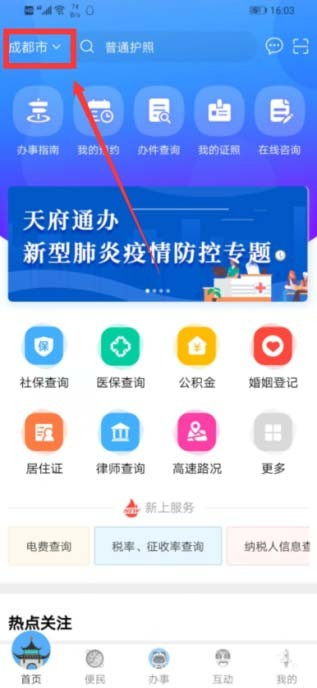 16:03
成都市 普通护照
办事指南 我的预约 办件查询 我的证照 在线咨询
天府通办
新型肺炎疫情防控专题
社保查询 医保查询 公积金 婚姻登记
居住证 律师查询 高速路况 更多
新上服务
电费查询 税率、征收率查询 纳税人信息查
热点关注
首页 便民 办事 互动 我的